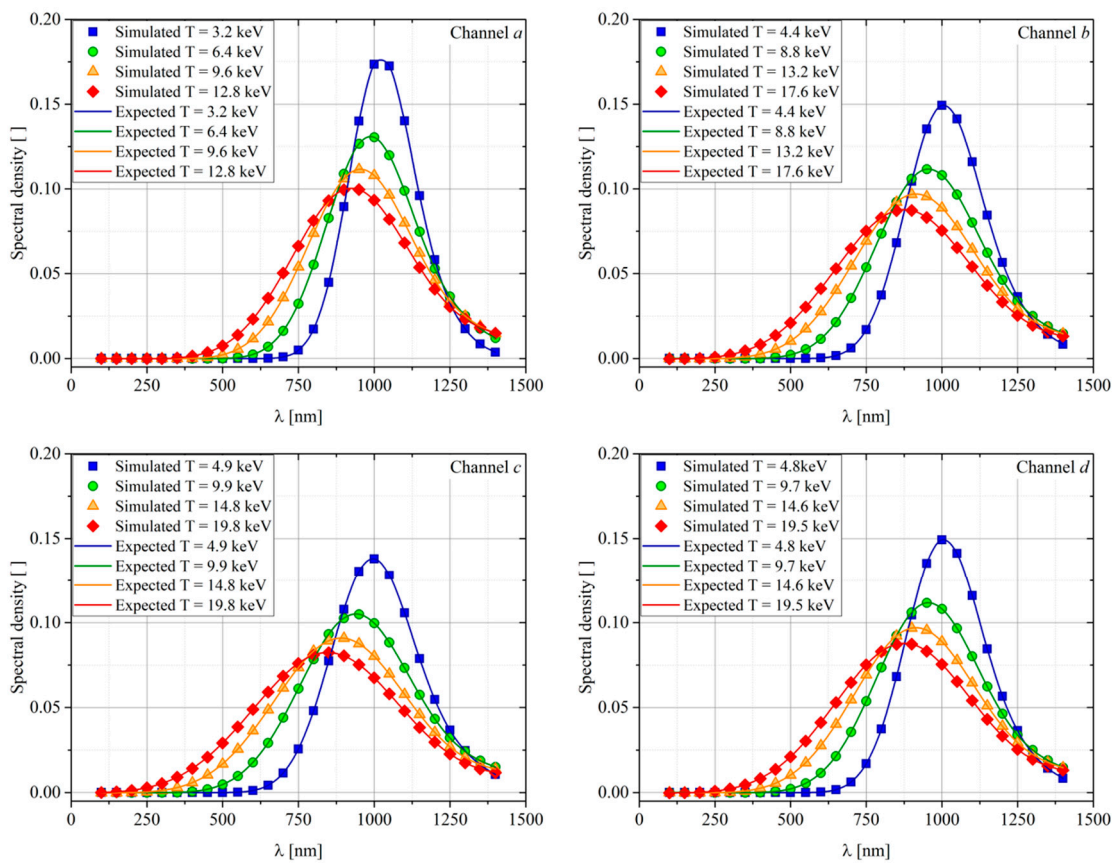 Channel a
Simulated T = 3.2 keV
Simulated T = 6.4 keV
Simulated T = 9.6 keV
Simulated T = 12.8 keV
Expected T = 3.2 keV
Expected T = 6.4 keV
Expected T = 9.6 keV
Expected T = 12.8 keV
Spectral density [ ]
0.20
0.15
0.10
0.05
0.00
0 250 500 750 1000 1250 1500
λ [nm]
Channel b
Simulated T = 4.4 keV
Simulated T = 8.8 keV
Simulated T = 13.2 keV
Simulated T = 17.6 keV
Expected T = 4.4 keV
Expected T = 8.8 keV
Expected T = 13.2 keV
Expected T = 17.6 keV
Spectral density [ ]
0.20
0.15
0.10
0.05
0.00
0 250 500 750 1000 1250 1500
λ [nm]
Channel c
Simulated T = 4.9 keV
Simulated T = 9.9 keV
Simulated T = 14.8 keV
Simulated T = 19.8 keV
Expected T = 4.9 keV
Expected T = 9.9 keV
Expected T = 14.8 keV
Expected T = 19.8 keV
Spectral density [ ]
0.20
0.15
0.10
0.05
0.00
0 250 500 750 1000 1250 1500
λ [nm]
Channel d
Simulated T = 4.8keV
Simulated T = 9.7 keV
Simulated T = 14.6 keV
Simulated T = 19.5 keV
Expected T = 4.8 keV
Expected T = 9.7 keV
Expected T = 14.6 keV
Expected T = 19.5 keV
Spectral density [ ]
0.20
0.15
0.10
0.05
0.00
0 250 500 750 1000 1250 1500
λ [nm]